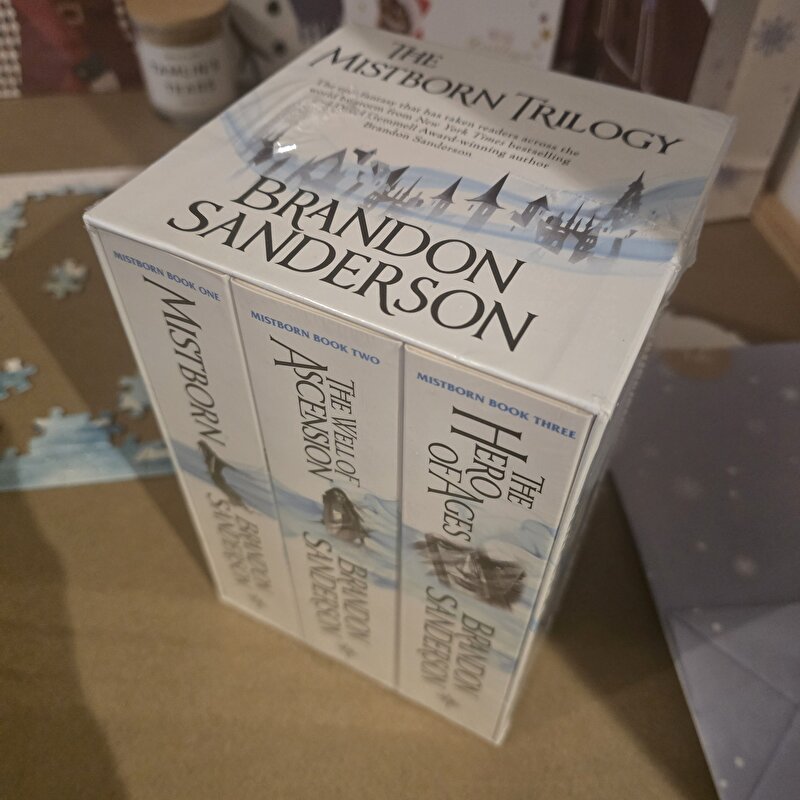 THE
MISTBORN TRILOGY
The epic fantasy that has taken readers across the
world by storm from New York Times bestselling
and David Gemmell Award-winning author
Brandon Sanderson
BRANDON
SANDERSON
MISTBORN BOOK ONE
MISTBORN
BRANDON
SANDERSON
MISTBORN BOOK TWO
THE WELL OF
ASCENSION
BRANDON
SANDERSON
MISTBORN BOOK THREE
THE
HERO
OF AGES
BRANDON
SANDERSON